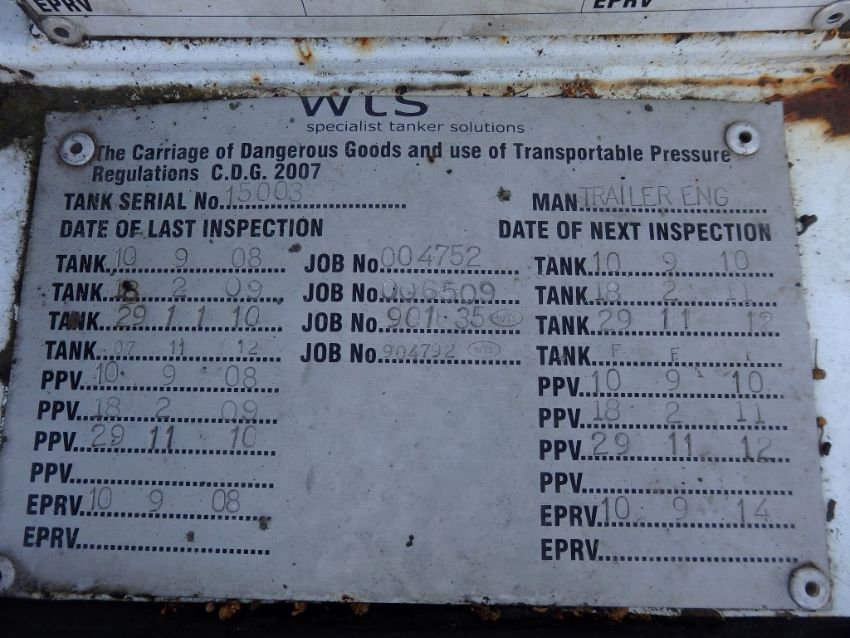 EPRV EPRV
wts
specialist tanker solutions
The Carriage of Dangerous Goods and use of Transportable Pressure
Regulations C.D.G. 2007
TANK SERIAL No. 15003 MAN TRAILER ENG
DATE OF LAST INSPECTION DATE OF NEXT INSPECTION
TANK 10 9 08 JOB No 004752 TANK 10 9 10
TANK 18 2 09 JOB No 006509 TANK 18 2 11
TANK 29 11 10 JOB No TANK 29 11 12
TANK 07 11 12 JOB No 904792 WTS TANK
PPV 10 9 08 PPV 10 9 10
PPV 18 2 09 PPV 18 2 11
PPV 29 11 10 PPV 29 11 12
PPV PPV
EPRV 10 9 08 EPRV 10 9 14
EPRV EPRV